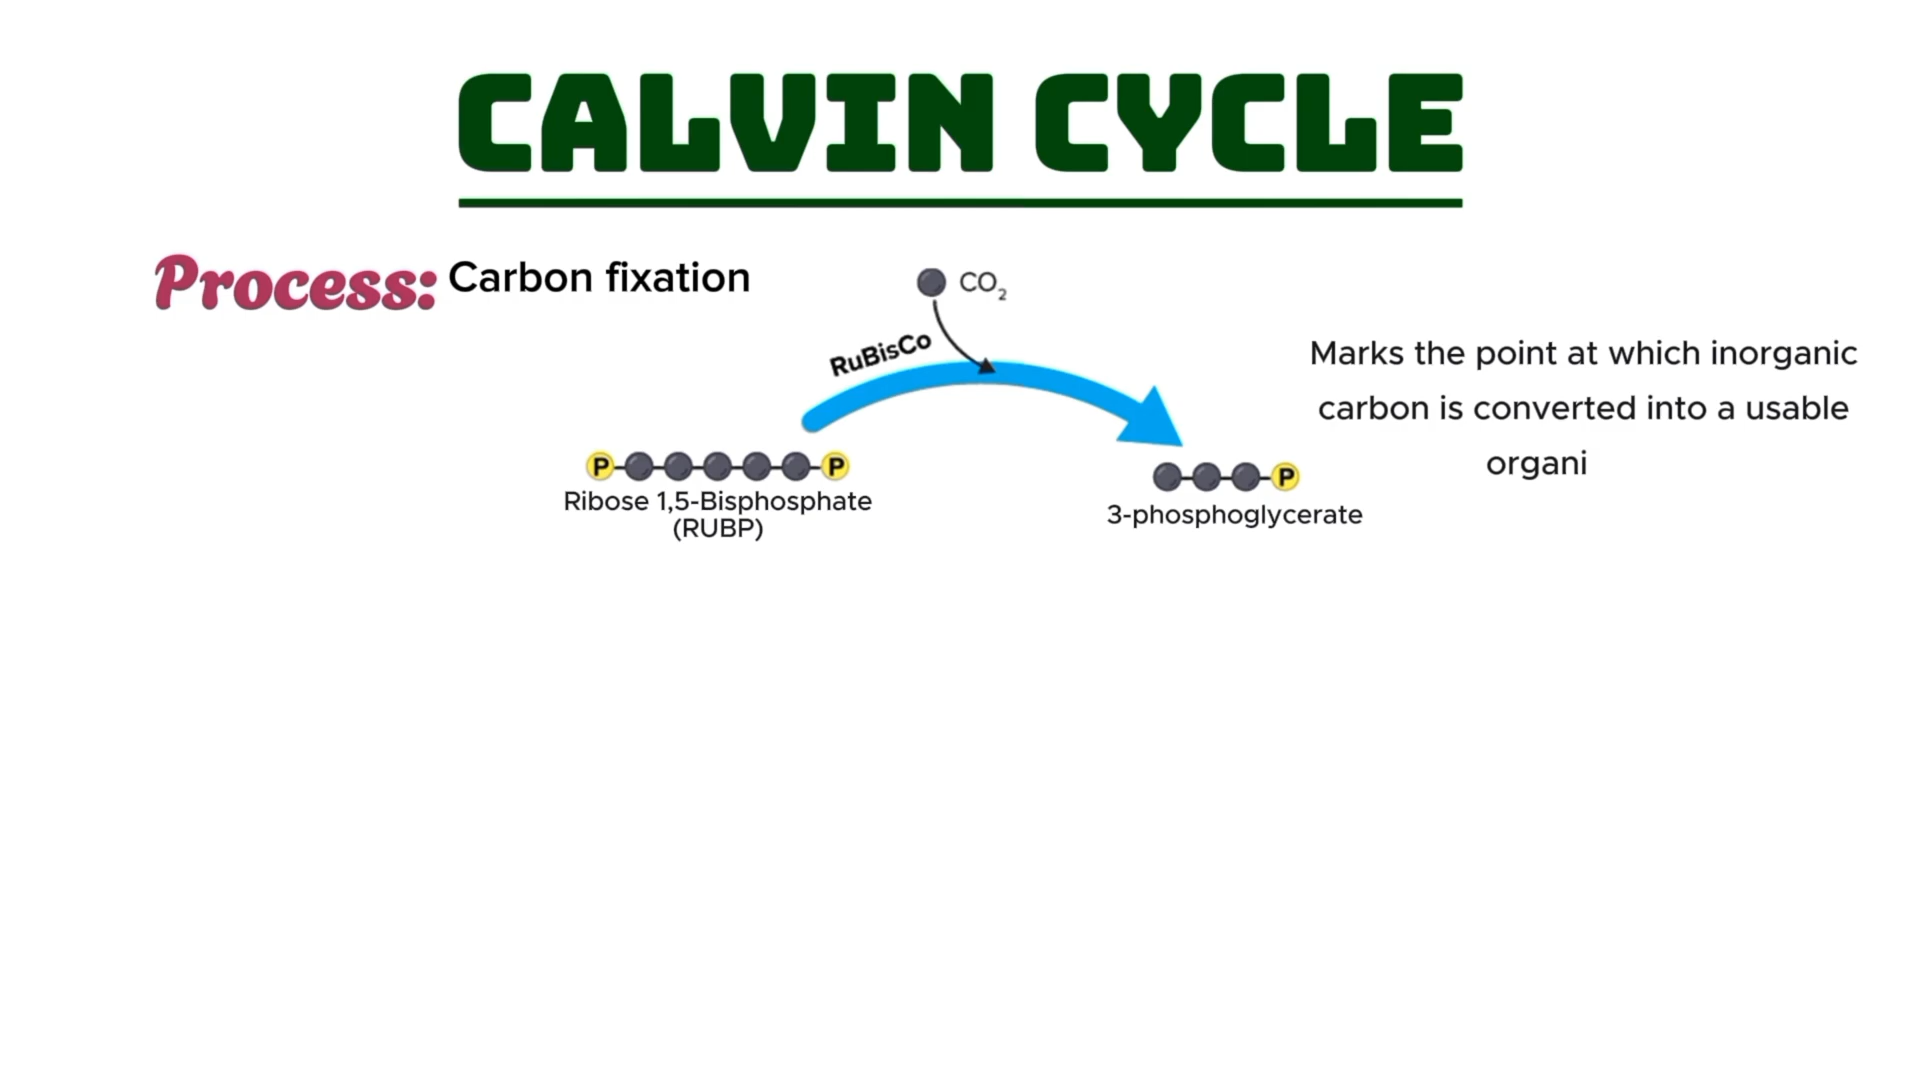 CALVIN CYCLE
Process: Carbon fixation
CO₂
RuBisCo
Marks the point at which inorganic
carbon is converted into a usable
organi
P P
Ribose 1,5-Bisphosphate
(RUBP)
P
3-phosphoglycerate